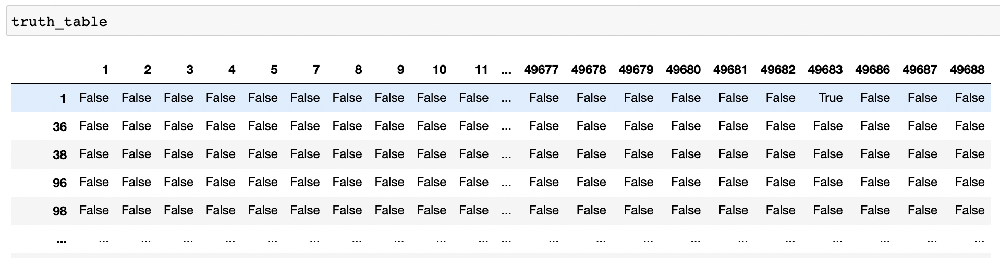 truth_table
1 2 3 4 5 7 8 9 10 11 ... 49677 49678 49679 49680 49681 49682 49683 49686 49687 49688
1 False False False False False False False False False False ... False False False False False False True False False False
36 False False False False False False False False False False ... False False False False False False False False False False
38 False False False False False False False False False False ... False False False False False False False False False False
96 False False False False False False False False False False ... False False False False False False False False False False
98 False False False False False False False False False False ... False False False False False False False False False False
... ... ... ... ... ... ... ... ... ... ... ... ... ... ... ... ... ... ... ... ... ...